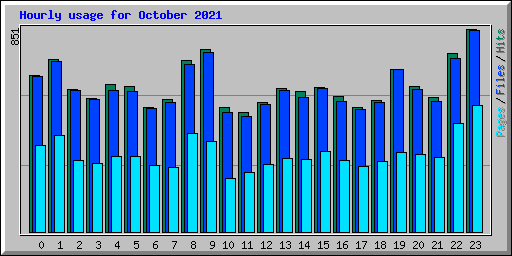 Hourly usage for October 2021
851
Pages/Files/Hits
0 1 2 3 4 5 6 7 8 9 10 11 12 13 14 15 16 17 18 19 20 21 22 23